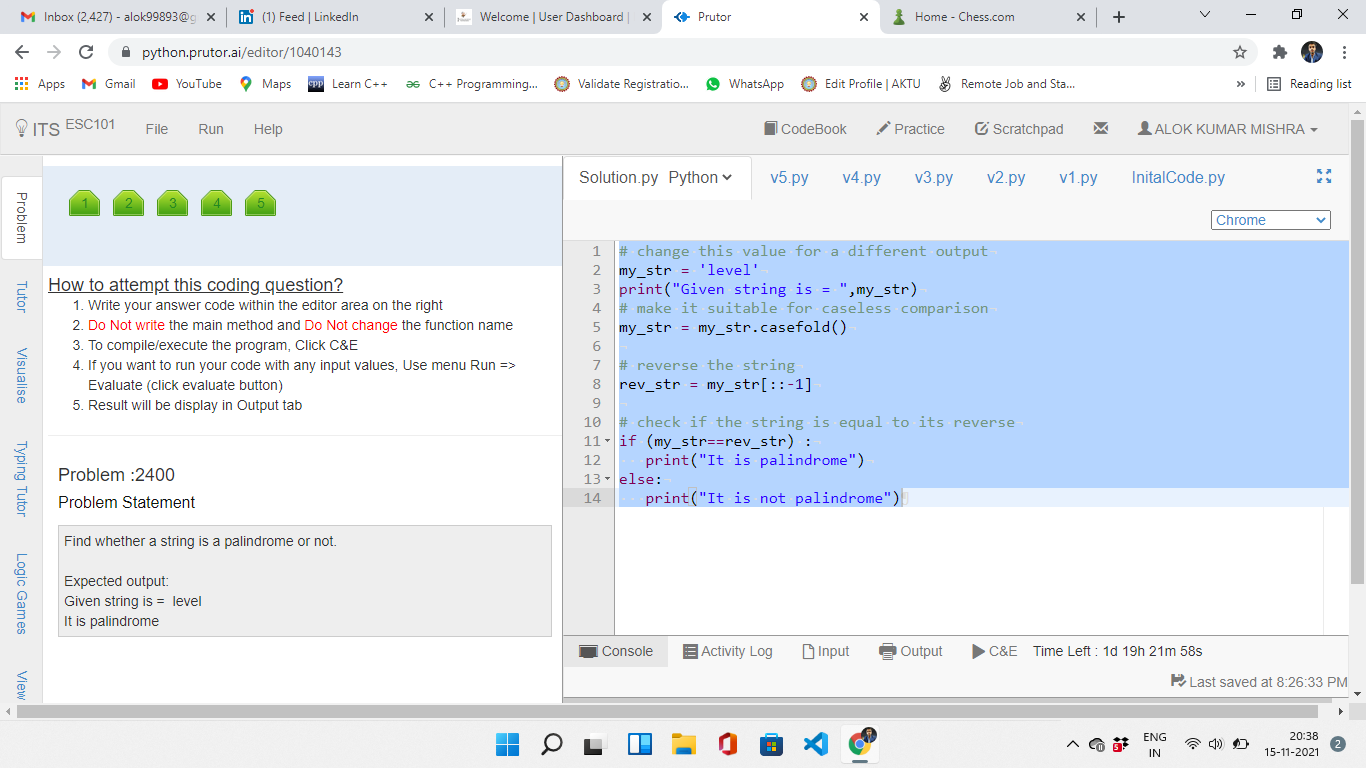 Inbox (2,427) - alok99893@g
(1) Feed | LinkedIn
Welcome | User Dashboard |
Prutor
Home - Chess.com
python.prutor.ai/editor/1040143
Apps
Gmail
YouTube
Maps
cpp
Learn C++
C++ Programming...
Validate Registratio...
WhatsApp
Edit Profile | AKTU
Remote Job and Sta...
»
Reading list
ITS ESC101
File
Run
Help
CodeBook
Practice
Scratchpad
ALOK KUMAR MISHRA
Problem
Tutor
Visualise
Typing Tutor
Logic Games
View
1 2 3 4 5
How to attempt this coding question?
1. Write your answer code within the editor area on the right
2. Do Not write the main method and Do Not change the function name
3. To compile/execute the program, Click C&E
4. If you want to run your code with any input values, Use menu Run =>
Evaluate (click evaluate button)
5. Result will be display in Output tab
Problem :2400
Problem Statement
Find whether a string is a palindrome or not.
Expected output:
Given string is =  level
It is palindrome
Solution.py Python
v5.py
v4.py
v3.py
v2.py
v1.py
InitalCode.py
Chrome
1 # change this value for a different output
2 my_str = 'level'
3 print("Given string is = ",my_str)
4 # make it suitable for caseless comparison
5 my_str = my_str.casefold()
6
7 # reverse the string
8 rev_str = my_str[::-1]
9
10 # check if the string is equal to its reverse
11 if (my_str==rev_str) :
12    print("It is palindrome")
13 else:
14    print("It is not palindrome")
Console
Activity Log
Input
Output
C&E
Time Left : 1d 19h 21m 58s
Last saved at 8:26:33 PM
ENG
IN
20:38
15-11-2021
2